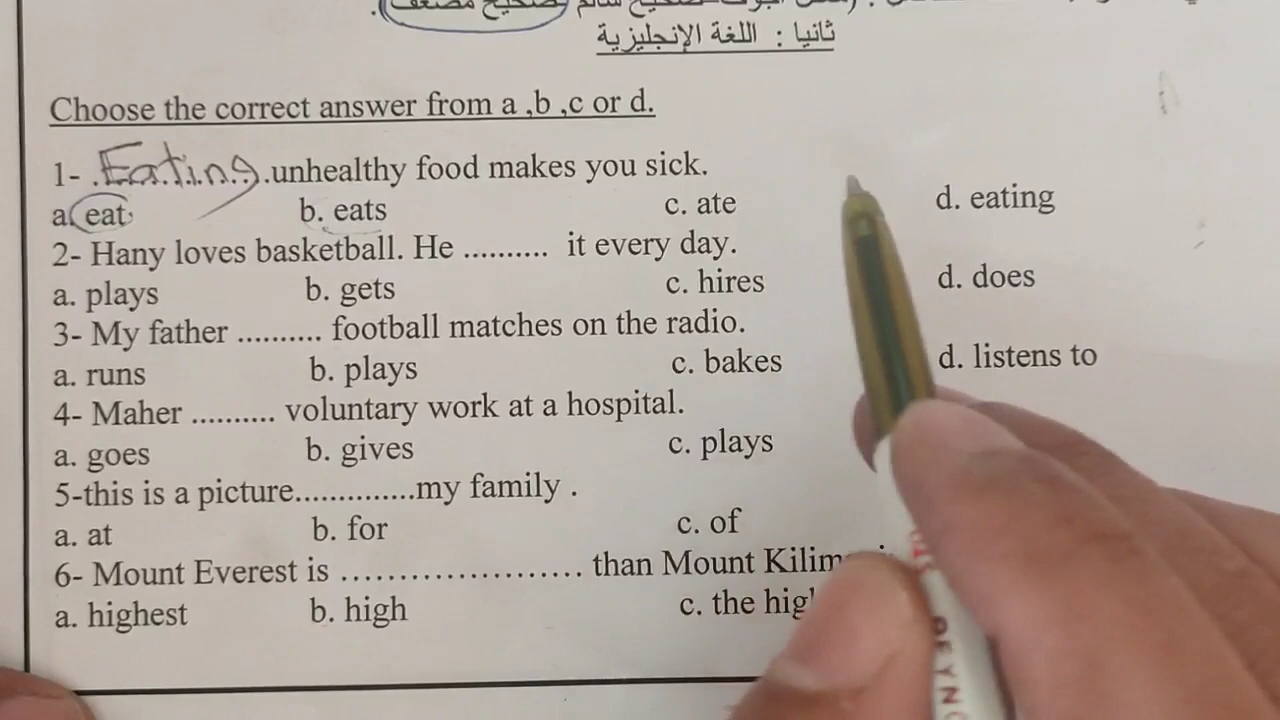 ثانيا : اللغة الإنجليزية
Choose the correct answer from a ,b ,c or d.
1- .Eating.unhealthy food makes you sick.
a. eat b. eats c. ate d. eating
2- Hany loves basketball. He .......... it every day.
a. plays b. gets c. hires d. does
3- My father .......... football matches on the radio.
a. runs b. plays c. bakes d. listens to
4- Maher .......... voluntary work at a hospital.
a. goes b. gives c. plays
5-this is a picture..............my family .
a. at b. for c. of
6- Mount Everest is ...................... than Mount
a. highest b. high c. the